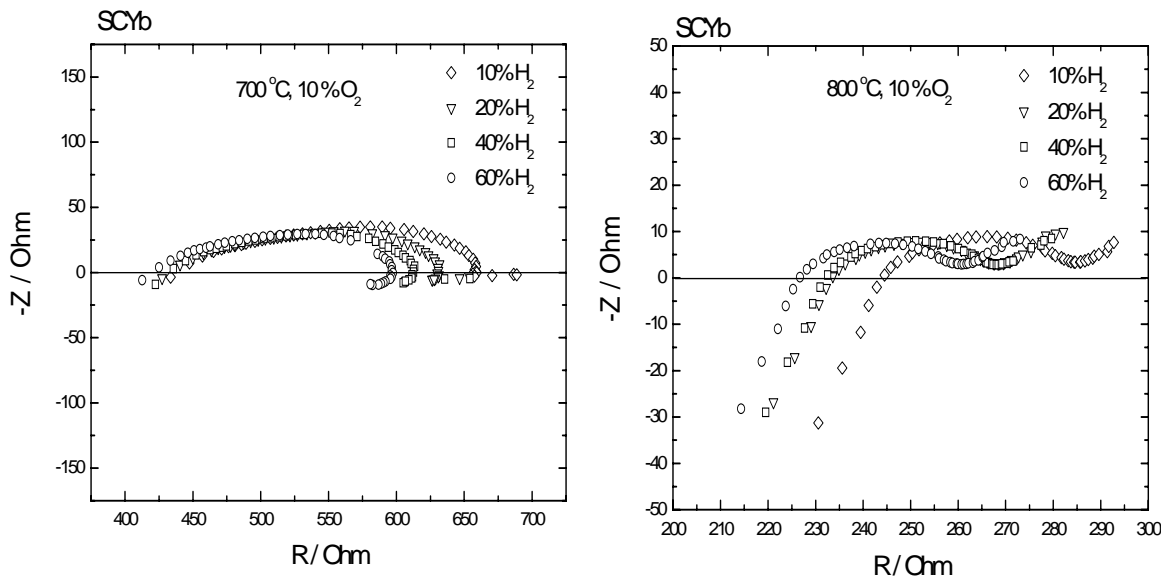 SCYb
700 °C, 10%O₂
10%H₂
20%H₂
40%H₂
60%H₂
150
100
50
0
-50
-100
-150
-Z / Ohm
400 450 500 550 600 650 700
R / Ohm
SCYb
800 °C, 10%O₂
10%H₂
20%H₂
40%H₂
60%H₂
50
40
30
20
10
0
-10
-20
-30
-40
-50
-Z / Ohm
200 210 220 230 240 250 260 270 280 290 300
R / Ohm